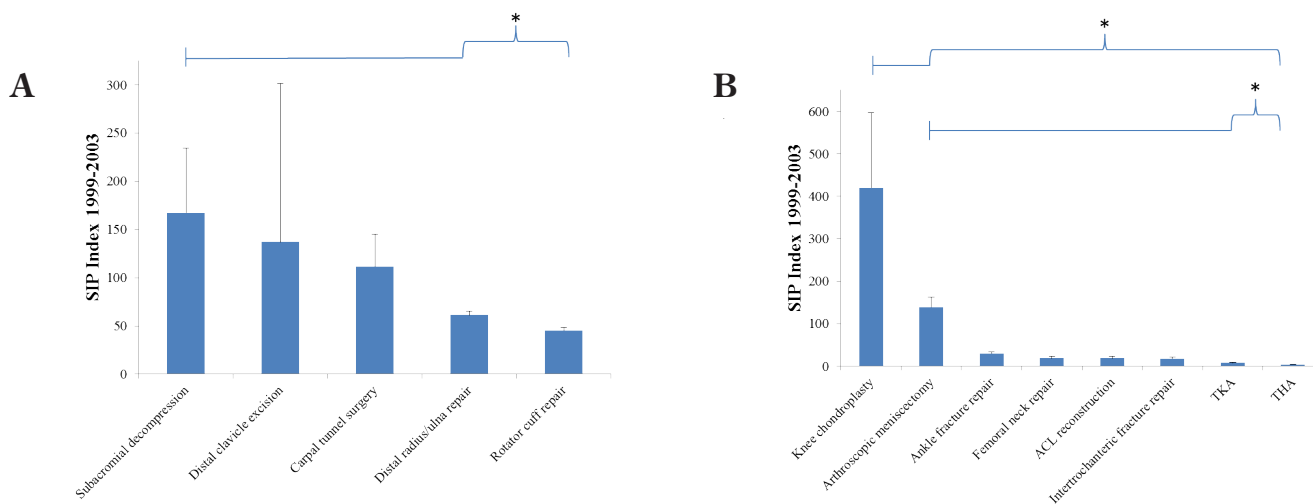 A
*
SIP Index 1999-2003
300
250
200
150
100
50
0
Subacromial decompression
Distal clavicle excision
Carpal tunnel surgery
Distal radius/ulna repair
Rotator cuff repair
B
*
*
SIP Index 1999-2003
600
500
400
300
200
100
0
Knee chondroplasty
Arthroscopic meniscectomy
Ankle fracture repair
Femoral neck repair
ACL reconstruction
Intertrochanteric fracture repair
TKA
THA